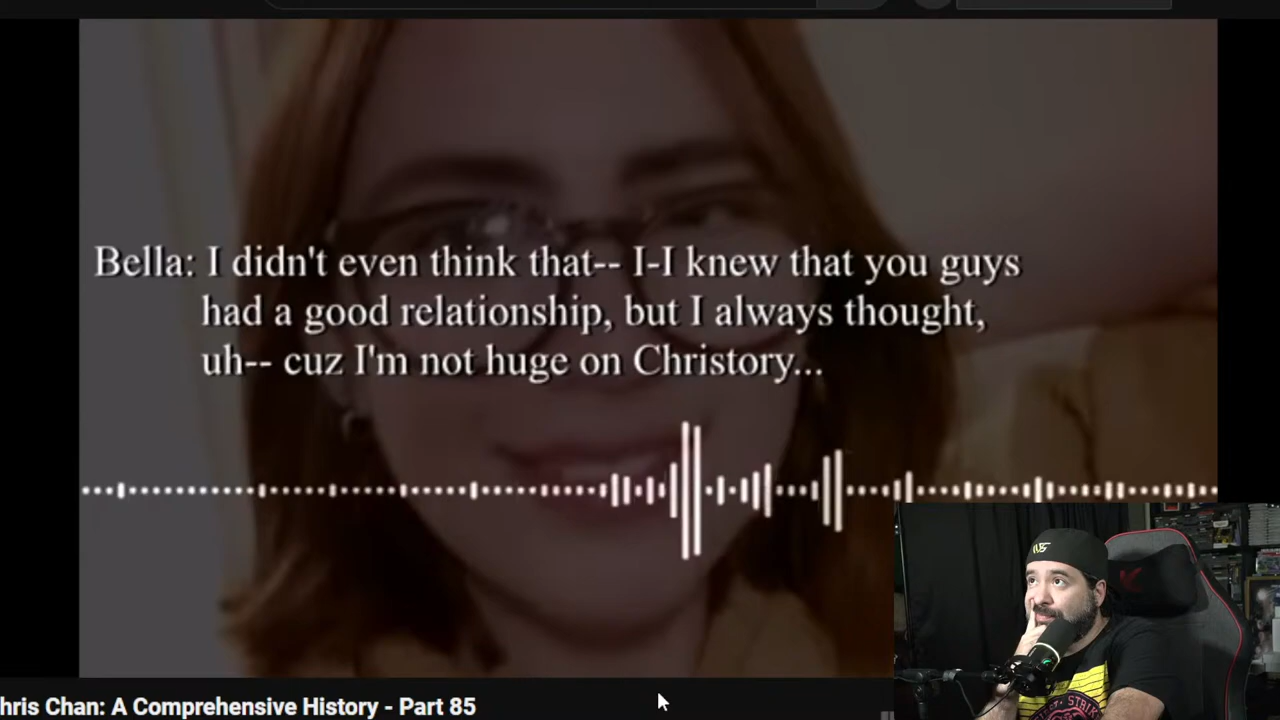 Bella: I didn't even think that-- I-I knew that you guys
had a good relationship, but I always thought,
uh-- cuz I'm not huge on Christory...
hris Chan: A Comprehensive History - Part 85